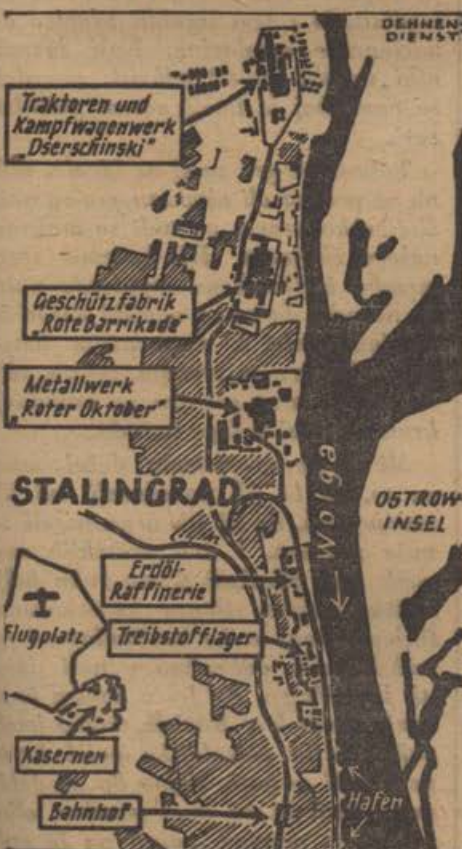 DEHNEN-
DIENST
Traktoren und
Kampfwagenwerk
„Dserschinski"
Geschützfabrik
„Rote Barrikade"
Metallwerk
„Roter Oktober"
STALINGRAD
Wolga
OSTROW
INSEL
Erdöl-
Raffinerie
Flugplatz
Treibstofflager
Kasernen
Bahnhof
Hafen